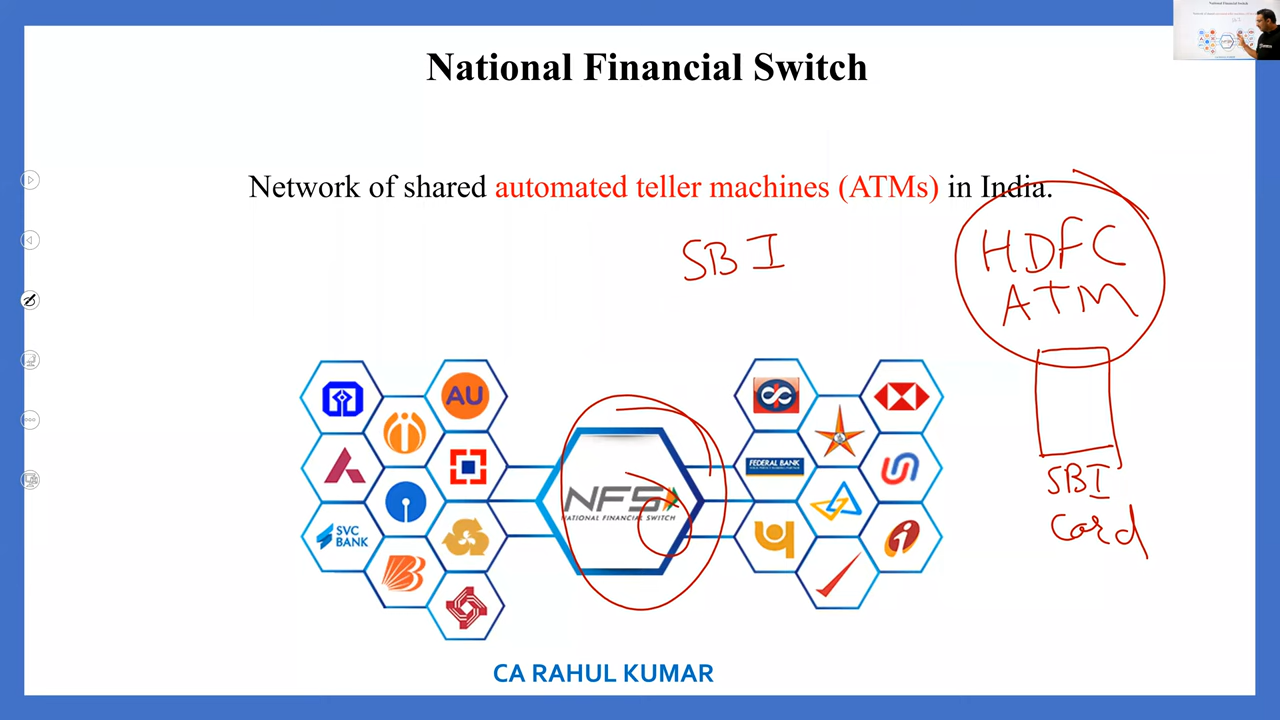 National Financial Switch
Network of shared automated teller machines (ATMs) in India.
SBI
HDFC
ATM
SBI
Card
AU
SVC
BANK
NFS
NATIONAL FINANCIAL SWITCH
FEDERAL BANK
CA RAHUL KUMAR